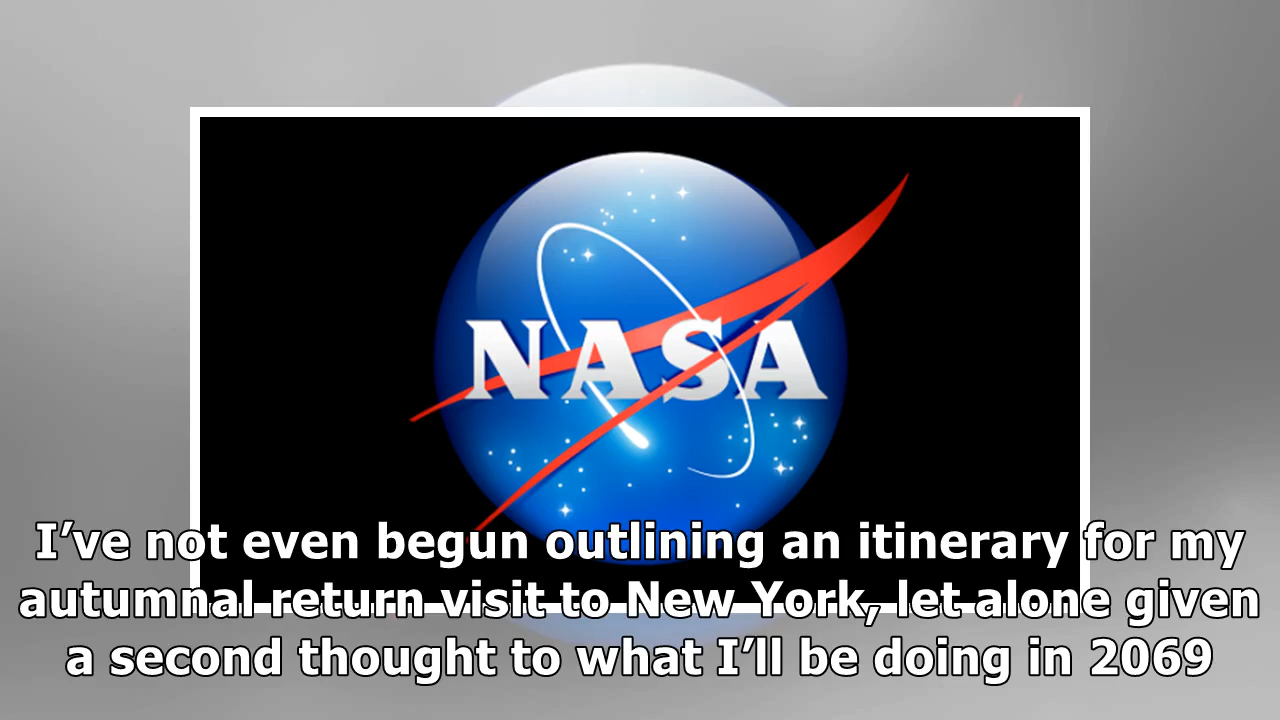 NASA
I’ve not even begun outlining an itinerary for my
autumnal return visit to New York, let alone given
a second thought to what I’ll be doing in 2069